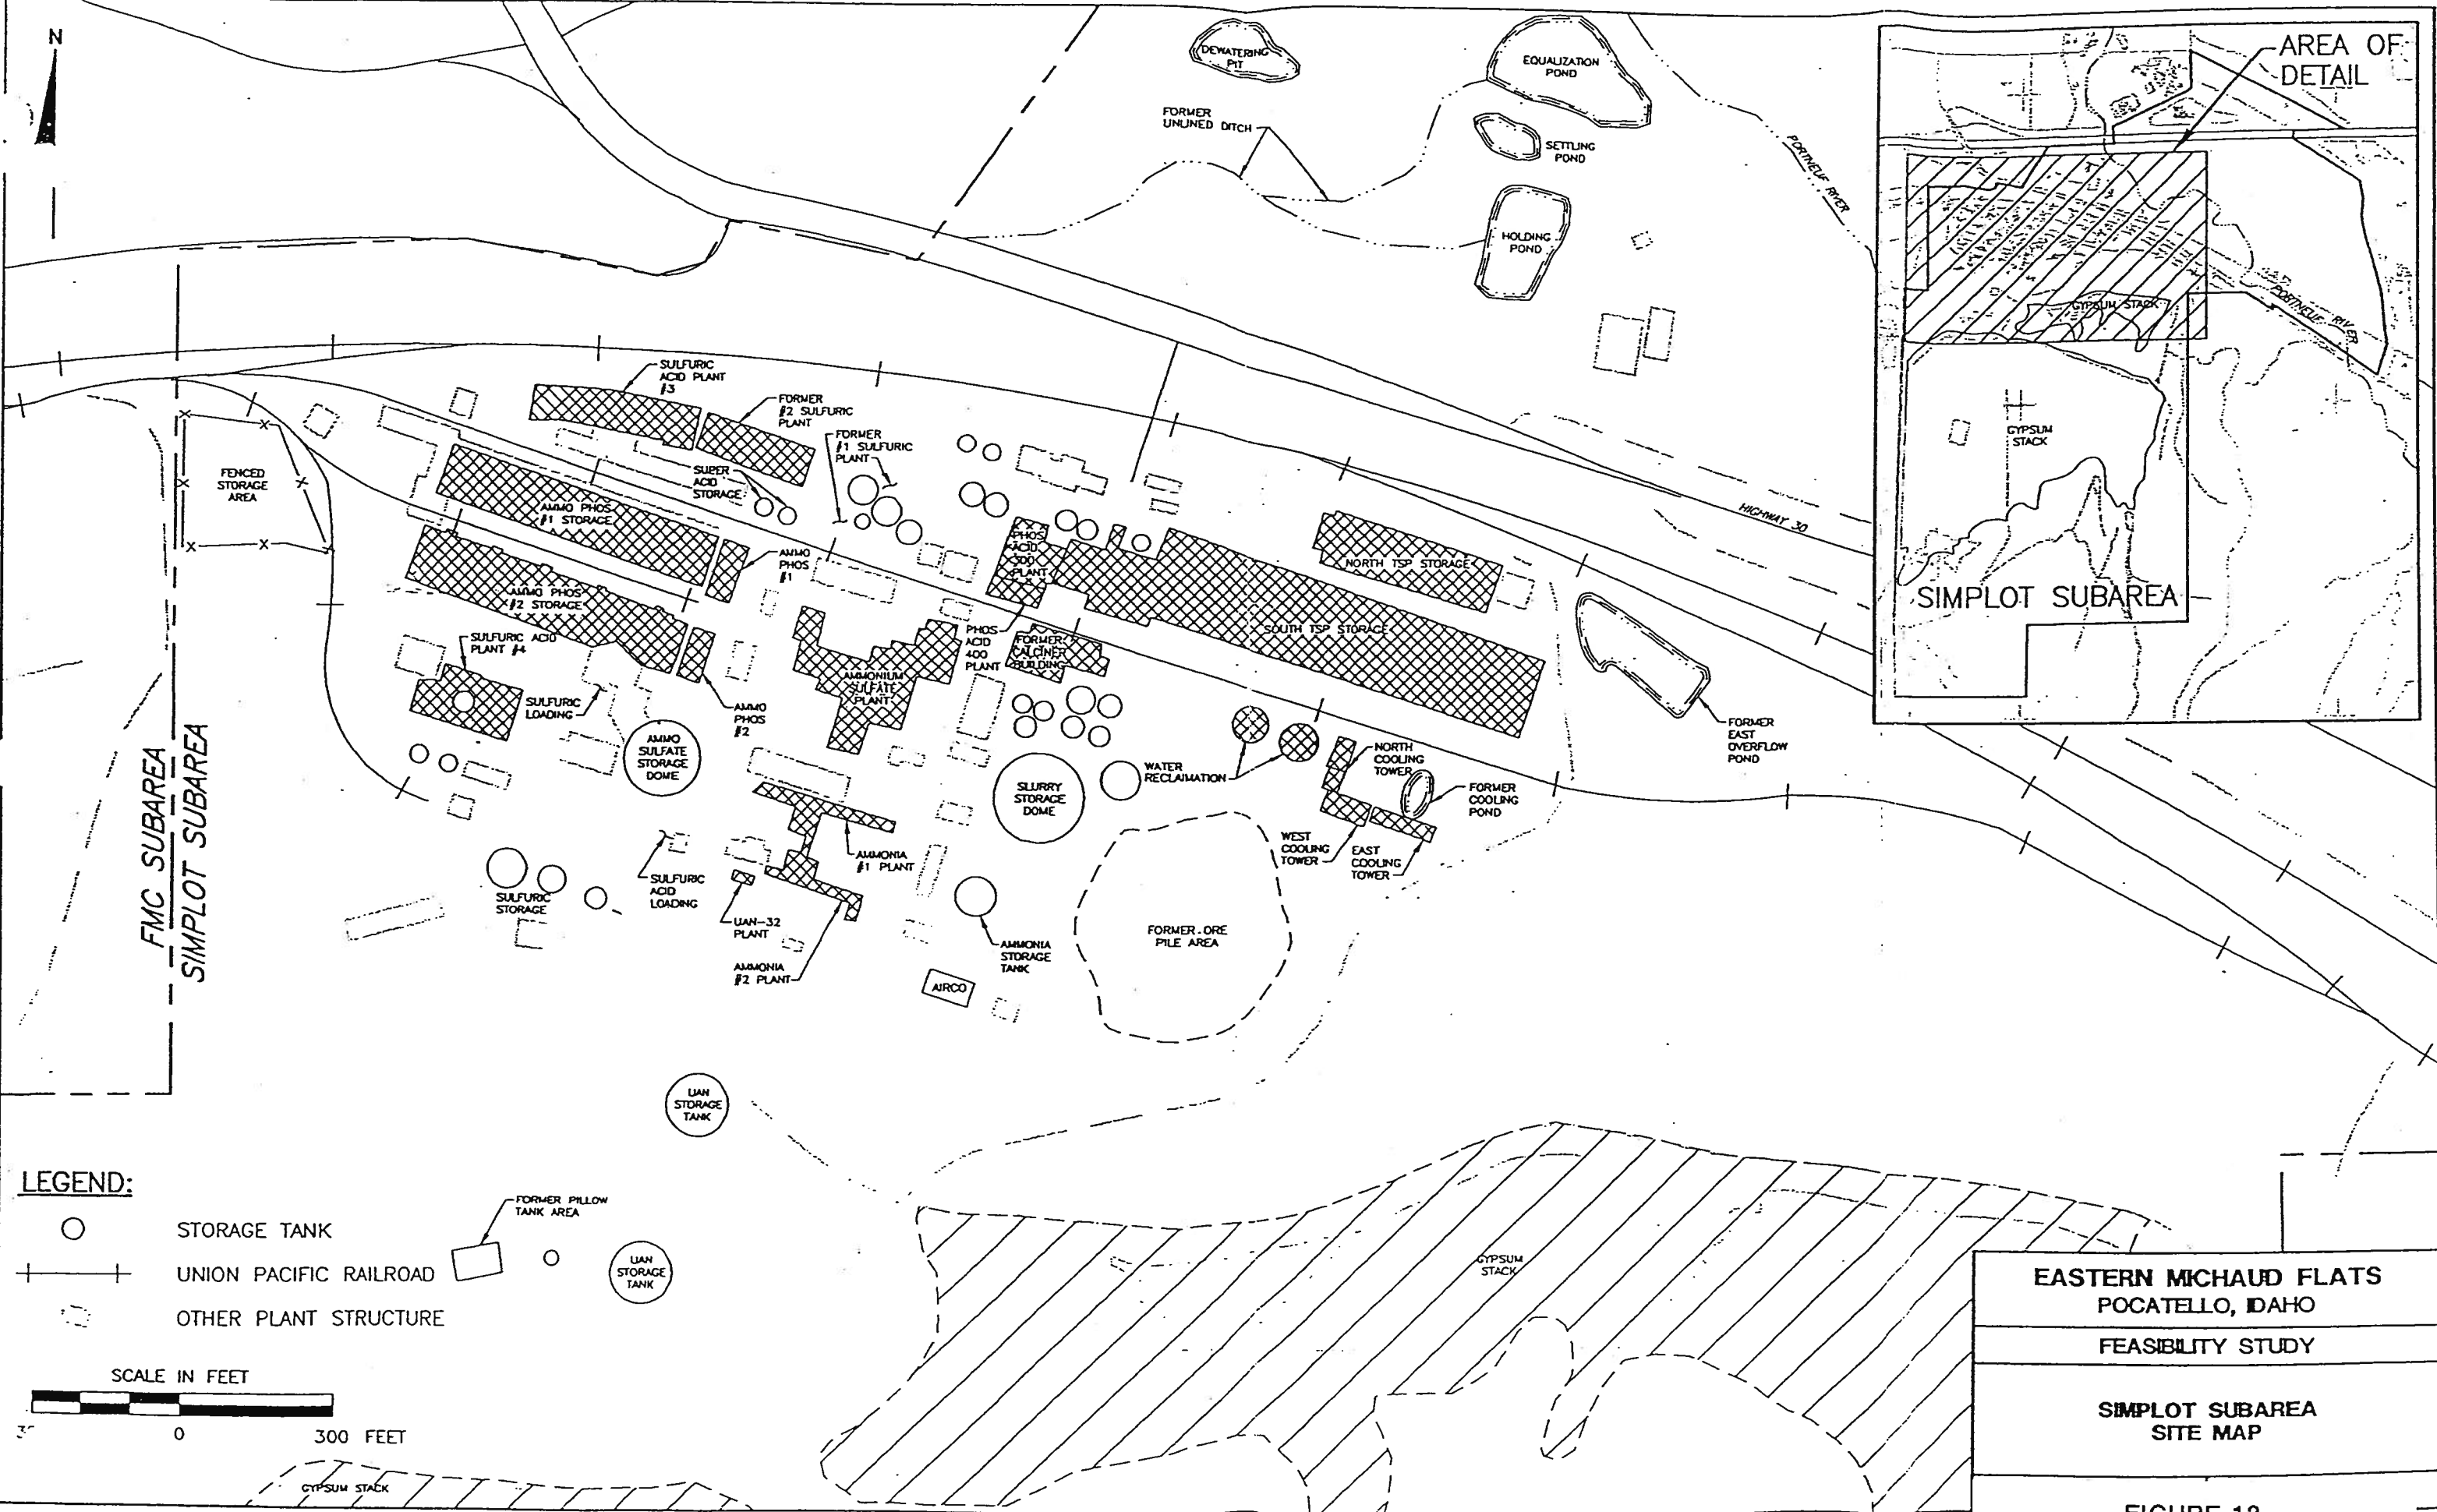 N
DEWATERING
PIT
EQUALIZATION
POND
FORMER
UNLINED DITCH
SETTLING
POND
HOLDING
POND
PORTNEUF RIVER
AREA OF
DETAIL
GYPSUM STACK
PORTNEUF RIVER
GYPSUM
STACK
SIMPLOT SUBAREA
HIGHWAY 30
SULFURIC
ACID PLANT
#3
FORMER
#2 SULFURIC
PLANT
FORMER
#1 SULFURIC
PLANT
SUPER
ACID
STORAGE
FENCED
STORAGE
AREA
AMMO PHOS
#1 STORAGE
AMMO
PHOS
#1
PHOS
ACID
300
PLANT
NORTH TSP STORAGE
AMMO PHOS
#2 STORAGE
SOUTH TSP STORAGE
SULFURIC ACID
PLANT #4
PHOS
ACID
400
PLANT
FORMER
CALCINER
BUILDING
AMMONIUM
SULFATE
PLANT
SULFURIC
LOADING
AMMO
PHOS
#2
AMMO
SULFATE
STORAGE
DOME
FORMER
EAST
OVERFLOW
POND
WATER
RECLAIMATION
NORTH
COOLING
TOWER
SLURRY
STORAGE
DOME
FORMER
COOLING
POND
WEST
COOLING
TOWER
EAST
COOLING
TOWER
AMMONIA
#1 PLANT
SULFURIC
ACID
LOADING
SULFURIC
STORAGE
UAN-32
PLANT
AMMONIA
#2 PLANT
AMMONIA
STORAGE
TANK
AIRCO
FORMER ORE
PILE AREA
FMC SUBAREA
SIMPLOT SUBAREA
UAN
STORAGE
TANK
LEGEND:
STORAGE TANK
UNION PACIFIC RAILROAD
OTHER PLANT STRUCTURE
FORMER PILLOW
TANK AREA
UAN
STORAGE
TANK
SCALE IN FEET
0
300 FEET
GYPSUM STACK
GYPSUM
STACK
EASTERN MICHAUD FLATS
POCATELLO, IDAHO
FEASIBILITY STUDY
SIMPLOT SUBAREA
SITE MAP
FIGURE 18